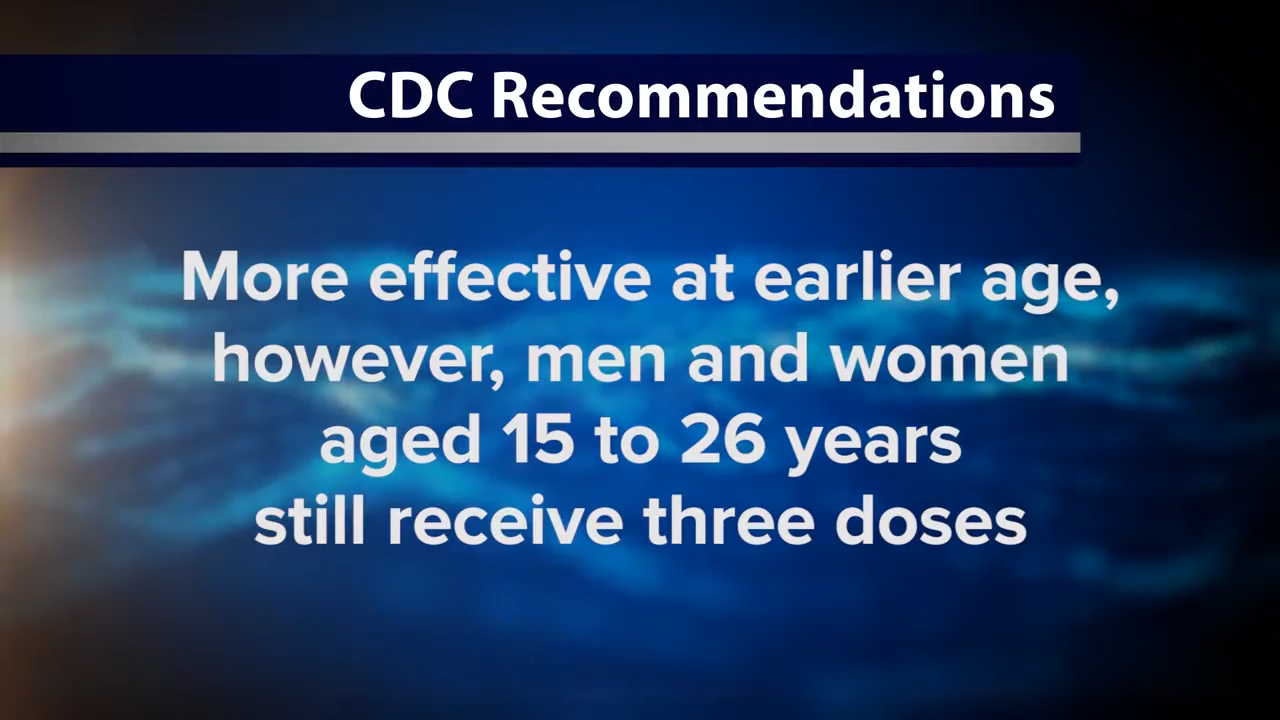 CDC Recommendations
More effective at earlier age,
however, men and women
aged 15 to 26 years
still receive three doses